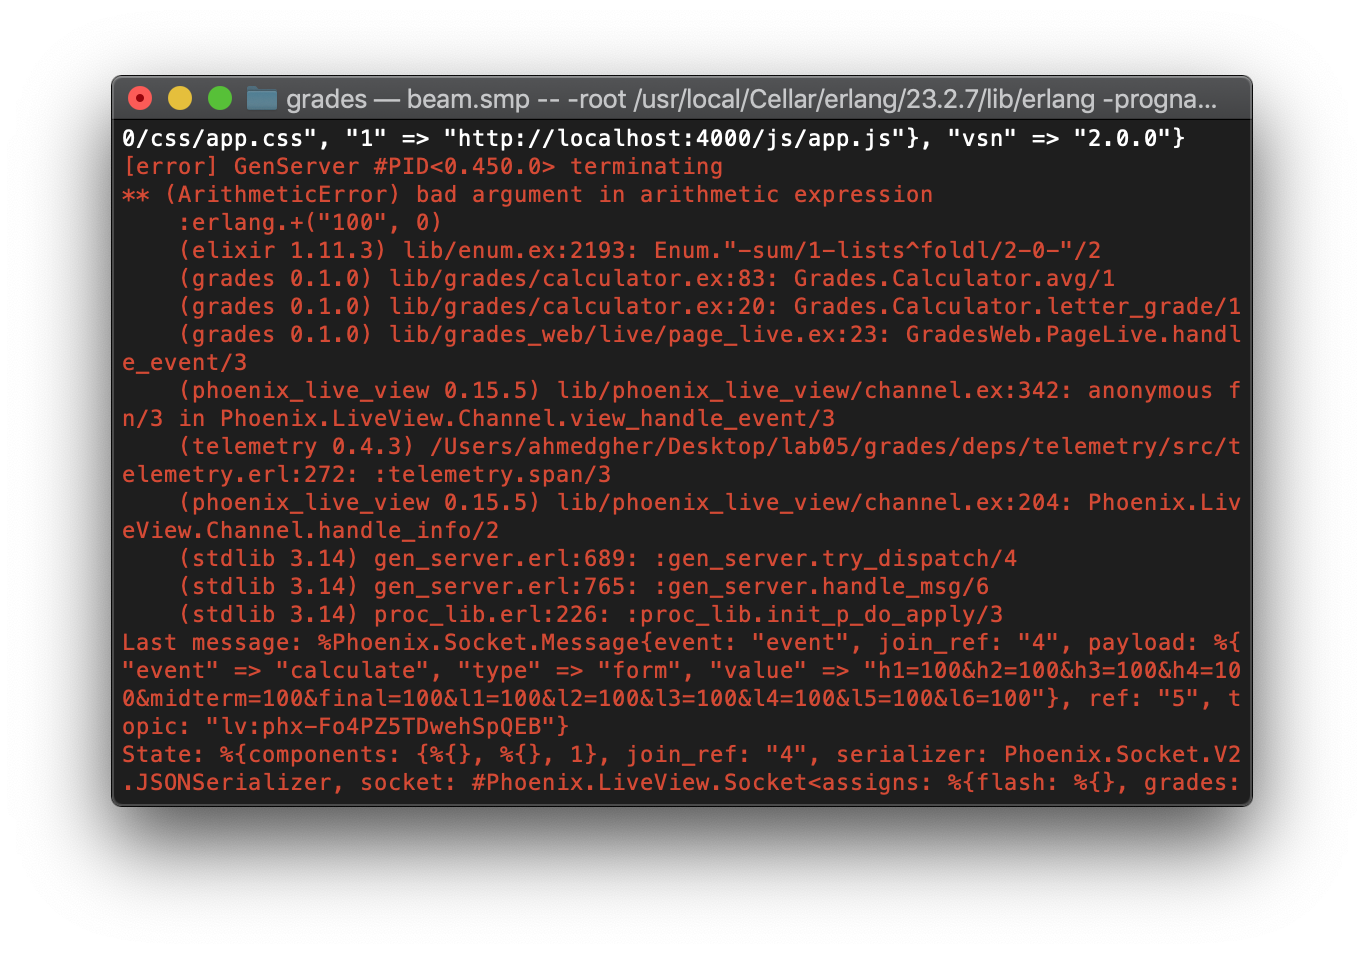 grades — beam.smp -- -root /usr/local/Cellar/erlang/23.2.7/lib/erlang -progna...
0/css/app.css", "1" => "http://localhost:4000/js/app.js"}, "vsn" => "2.0.0"}
[error] GenServer #PID<0.450.0> terminating
** (ArithmeticError) bad argument in arithmetic expression
    :erlang.+("100", 0)
    (elixir 1.11.3) lib/enum.ex:2193: Enum."-sum/1-lists^foldl/2-0-"/2
    (grades 0.1.0) lib/grades/calculator.ex:83: Grades.Calculator.avg/1
    (grades 0.1.0) lib/grades/calculator.ex:20: Grades.Calculator.letter_grade/1
    (grades 0.1.0) lib/grades_web/live/page_live.ex:23: GradesWeb.PageLive.handl
e_event/3
    (phoenix_live_view 0.15.5) lib/phoenix_live_view/channel.ex:342: anonymous f
n/3 in Phoenix.LiveView.Channel.view_handle_event/3
    (telemetry 0.4.3) /Users/ahmedgher/Desktop/lab05/grades/deps/telemetry/src/t
elemetry.erl:272: :telemetry.span/3
    (phoenix_live_view 0.15.5) lib/phoenix_live_view/channel.ex:204: Phoenix.Liv
eView.Channel.handle_info/2
    (stdlib 3.14) gen_server.erl:689: :gen_server.try_dispatch/4
    (stdlib 3.14) gen_server.erl:765: :gen_server.handle_msg/6
    (stdlib 3.14) proc_lib.erl:226: :proc_lib.init_p_do_apply/3
Last message: %Phoenix.Socket.Message{event: "event", join_ref: "4", payload: %{
"event" => "calculate", "type" => "form", "value" => "h1=100&h2=100&h3=100&h4=10
0&midterm=100&final=100&l1=100&l2=100&l3=100&l4=100&l5=100&l6=100"}, ref: "5", t
opic: "lv:phx-Fo4PZ5TDwehSpQEB"}
State: %{components: {%{}, %{}, 1}, join_ref: "4", serializer: Phoenix.Socket.V2
.JSONSerializer, socket: #Phoenix.LiveView.Socket<assigns: %{flash: %{}, grades: